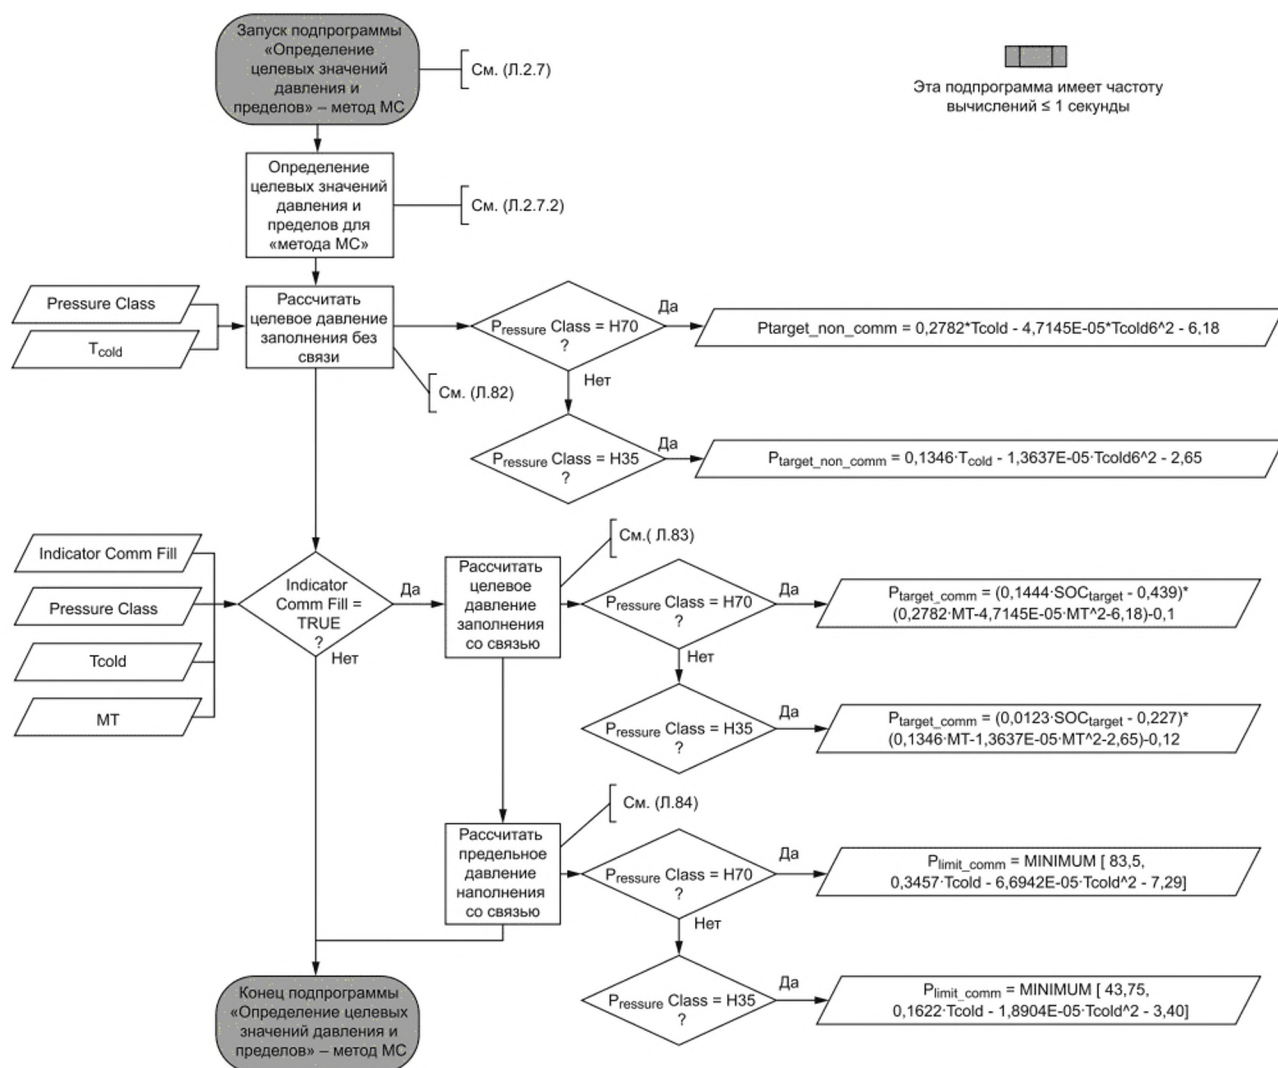 Запуск подпрограммы
«Определение
целевых значений
давления и
пределов» – метод МС
См. (Л.2.7)
Эта подпрограмма имеет частоту
вычислений ≤ 1 секунды
Определение
целевых значений
давления и
пределов для
«метода МС»
См. (Л.2.7.2)
Pressure Class
Tcold
Рассчитать
целевое давление
заполнения без
связи
См. (Л.82)
Pressure Class = H70
?
Да
Ptarget_non_comm = 0,2782*Tcold - 4,7145E-05*Tcold6^2 - 6,18
Нет
Pressure Class = H35
?
Да
Ptarget_non_comm = 0,1346·Tcold - 1,3637E-05·Tcold6^2 - 2,65
Indicator Comm Fill
Pressure Class
Tcold
MT
Indicator
Comm Fill =
TRUE
?
Да
Нет
Рассчитать
целевое
давление
заполнения
со связью
См.( Л.83)
Pressure Class = H70
?
Да
Ptarget_comm = (0,1444·SOCtarget - 0,439)*
(0,2782·MT-4,7145E-05·MT^2-6,18)-0,1
Нет
Pressure Class = H35
?
Да
Ptarget_comm = (0,0123·SOCtarget - 0,227)*
(0,1346·MT-1,3637E-05·MT^2-2,65)-0,12
Рассчитать
предельное
давление
наполнения
со связью
См. (Л.84)
Pressure Class = H70
?
Да
Plimit_comm = MINIMUM [ 83,5,
0,3457·Tcold - 6,6942E-05·Tcold^2 - 7,29]
Нет
Pressure Class = H35
?
Да
Plimit_comm = MINIMUM [ 43,75,
0,1622·Tcold - 1,8904E-05·Tcold^2 - 3,40]
Конец подпрограммы
«Определение целевых
значений давления и
пределов» – метод МС